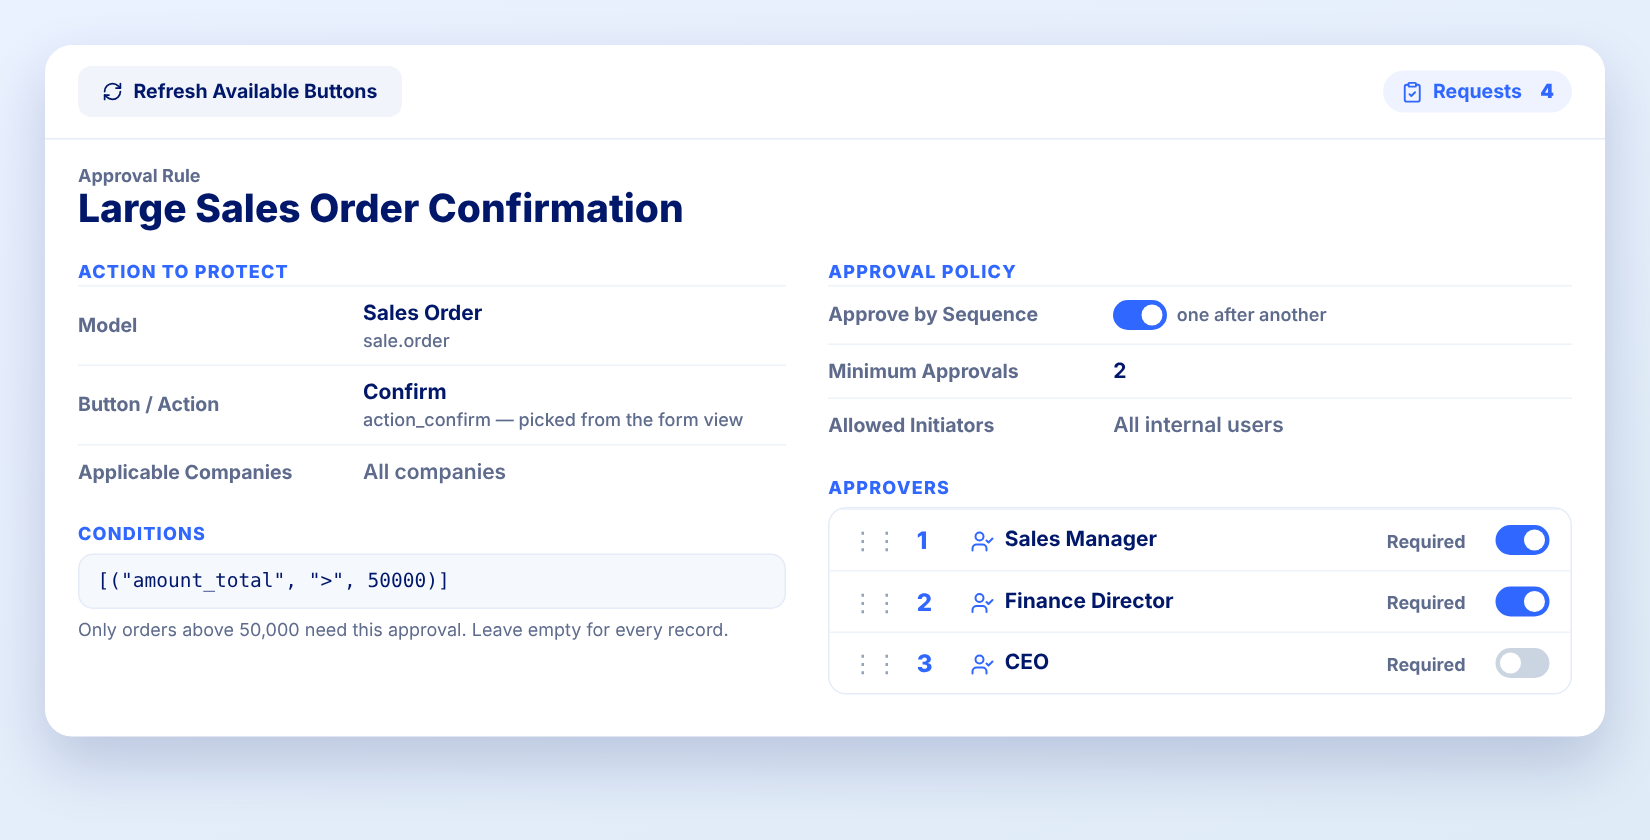 Refresh Available Buttons
Requests 4
Approval Rule
Large Sales Order Confirmation
ACTION TO PROTECT
Model
Sales Order
sale.order
Button / Action
Confirm
action_confirm — picked from the form view
Applicable Companies
All companies
CONDITIONS
[("amount_total", ">", 50000)]
Only orders above 50,000 need this approval. Leave empty for every record.
APPROVAL POLICY
Approve by Sequence
one after another
Minimum Approvals
2
Allowed Initiators
All internal users
APPROVERS
1 Sales Manager Required
2 Finance Director Required
3 CEO Required